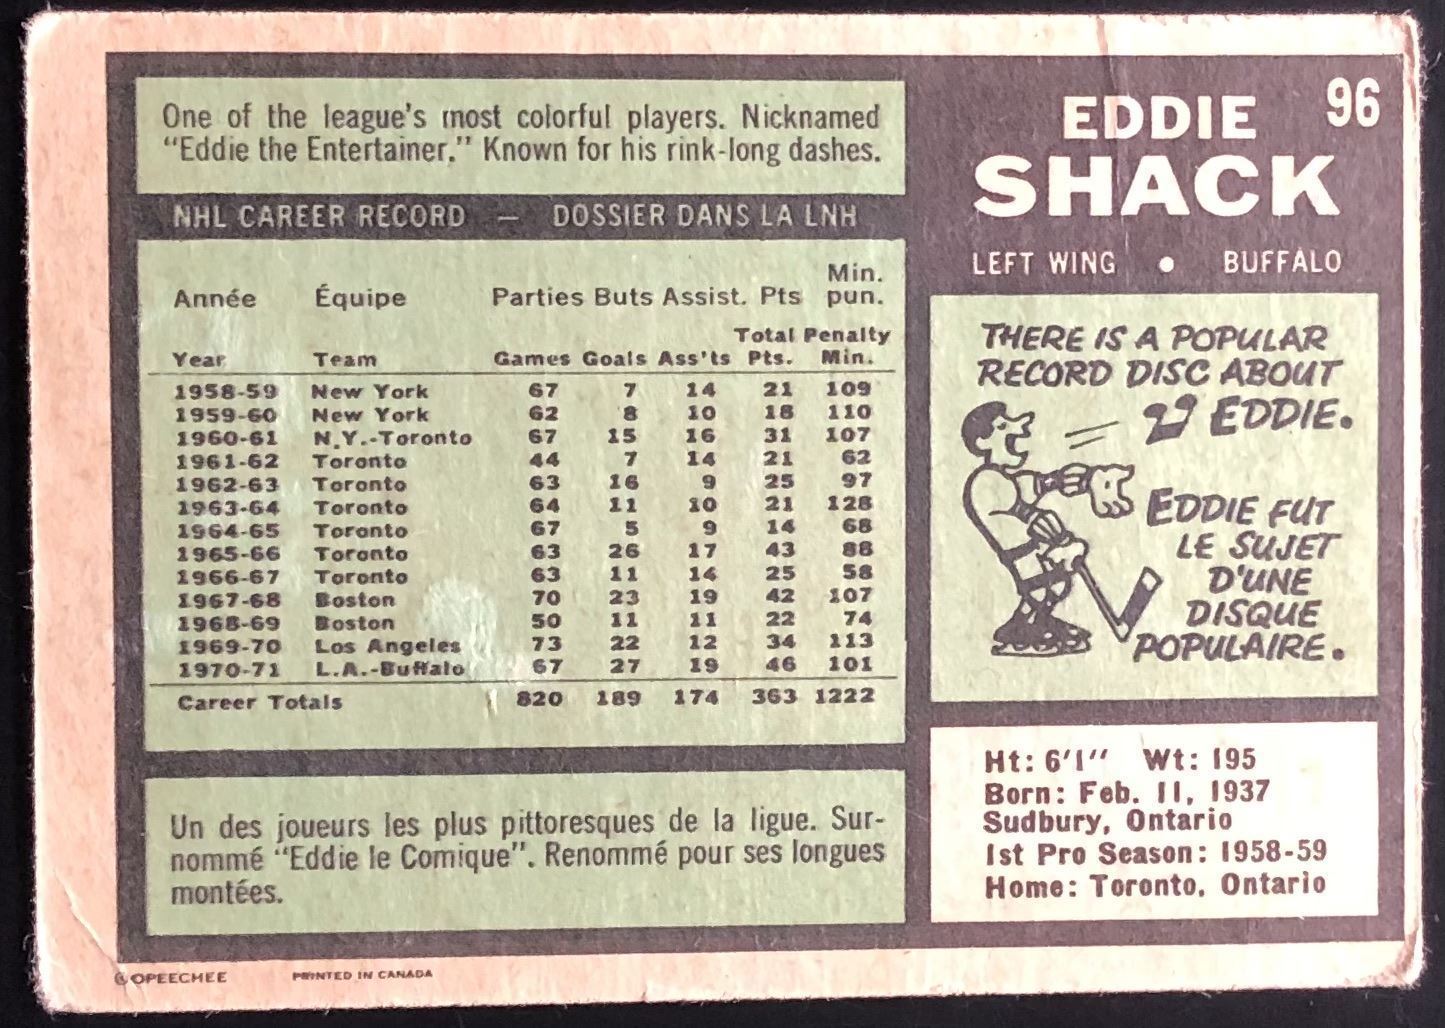 One of the league's most colorful players. Nicknamed
"Eddie the Entertainer." Known for his rink-long dashes.
NHL CAREER RECORD — DOSSIER DANS LA LNH
Min.
Année Équipe Parties Buts Assist. Pts pun.
Total Penalty
Year Team Games Goals Ass'ts Pts. Min.
1958-59 New York 67 7 14 21 109
1959-60 New York 62 8 10 18 110
1960-61 N.Y.-Toronto 67 15 16 31 107
1961-62 Toronto 44 7 14 21 62
1962-63 Toronto 63 16 9 25 97
1963-64 Toronto 64 11 10 21 128
1964-65 Toronto 67 5 9 14 68
1965-66 Toronto 63 26 17 43 88
1966-67 Toronto 63 11 14 25 58
1967-68 Boston 70 23 19 42 107
1968-69 Boston 50 11 11 22 74
1969-70 Los Angeles 73 22 12 34 113
1970-71 L.A.-Buffalo 67 27 19 46 101
Career Totals 820 189 174 363 1222
Un des joueurs les plus pittoresques de la ligue. Sur-
nommé "Eddie le Comique". Renommé pour ses longues
montées.
©OPEECHEE PRINTED IN CANADA
96
EDDIE
SHACK
LEFT WING • BUFFALO
THERE IS A POPULAR
RECORD DISC ABOUT
EDDIE.
EDDIE FUT
LE SUJET
D'UNE
DISQUE
POPULAIRE.
Ht: 6'1" Wt: 195
Born: Feb. 11, 1937
Sudbury, Ontario
1st Pro Season: 1958-59
Home: Toronto, Ontario